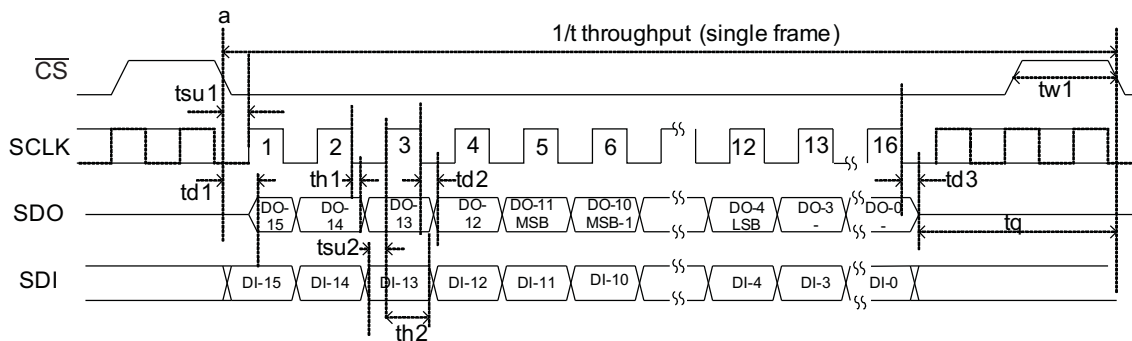 a
1/t throughput (single frame)
CS
tw1
tsu1
SCLK
1 2 3 4 5 6 12 13 16
td1
th1
td2
td3
SDO
DO-15 DO-14 DO-13 DO-12 DO-11 MSB DO-10 MSB-1 DO-4 LSB DO-3 - DO-0 -
tq
tsu2
SDI
DI-15 DI-14 DI-13 DI-12 DI-11 DI-10 DI-4 DI-3 DI-0
th2